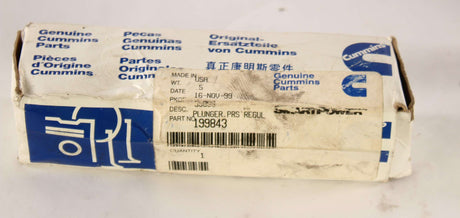 Genuine
Cummins
Parts
Pecas
Genuinas
Cummins
Original-
Ersatzteile
von Cummins
Pièces
d'Origine
Cummins
Partes
真正康明斯零件
Cummins
Genuine
Cummins
Parts
MADE IN USA
WT. 5
DATE 16-NOV-99
DESC. PLUNGER,PRS REGUL
PART NO. 199843
QUANTITY
1